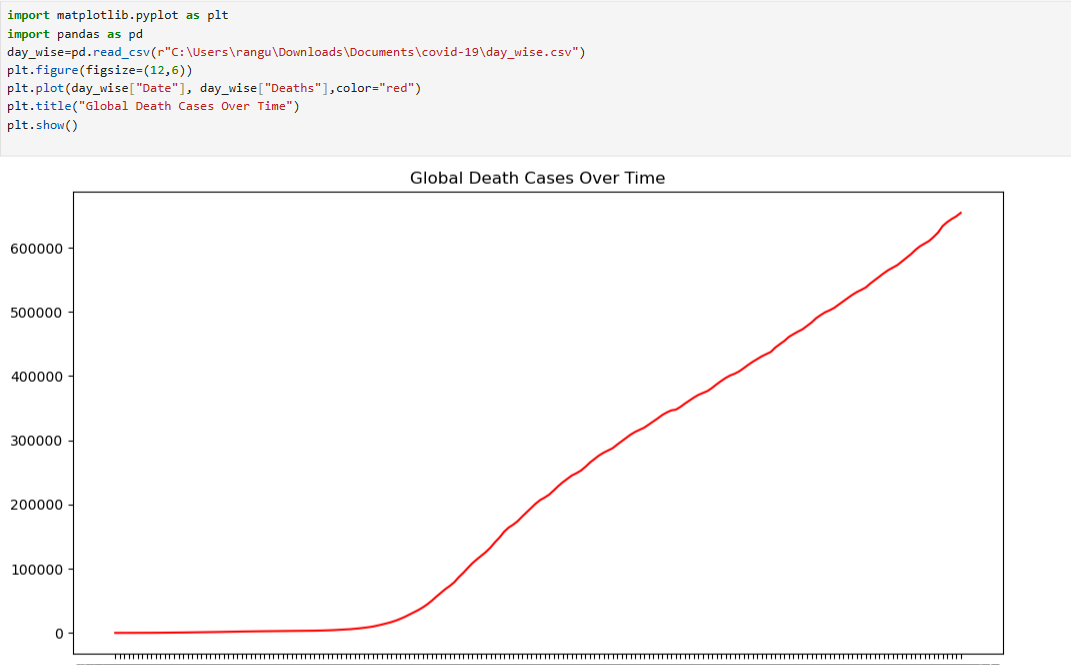 import matplotlib.pyplot as plt
import pandas as pd
day_wise=pd.read_csv(r"C:\Users\rangu\Downloads\Documents\covid-19\day_wise.csv")
plt.figure(figsize=(12,6))
plt.plot(day_wise["Date"], day_wise["Deaths"],color="red")
plt.title("Global Death Cases Over Time")
plt.show()
Global Death Cases Over Time
600000
500000
400000
300000
200000
100000
0